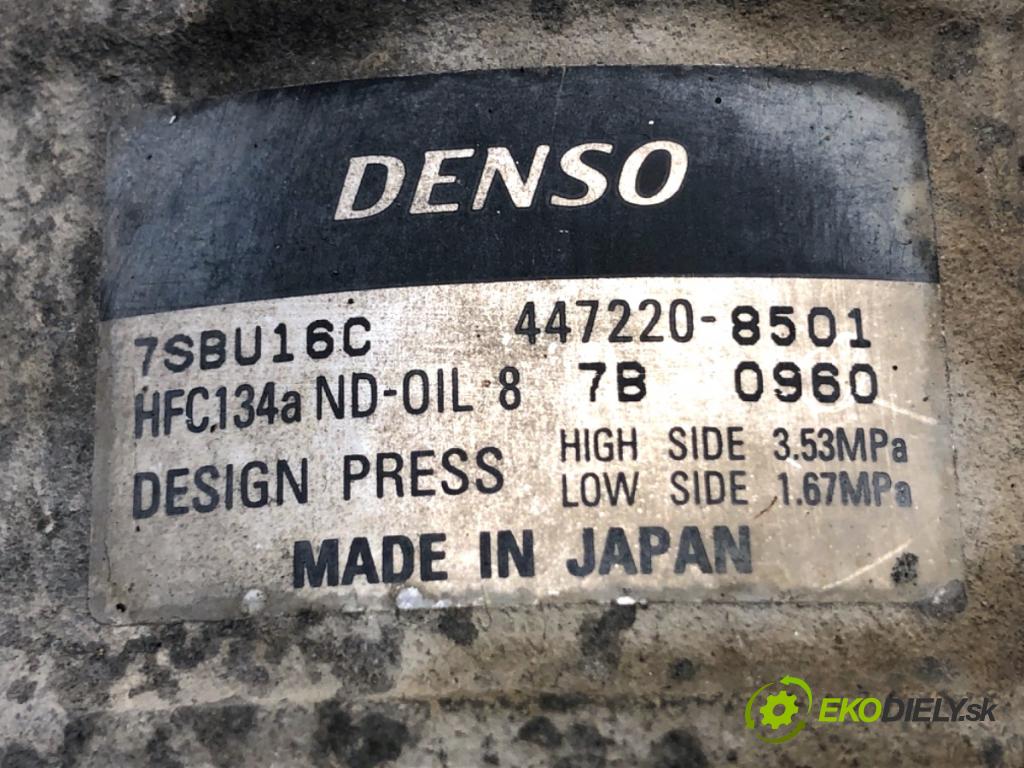 DENSO
7SBU16C 447220-8501
HFC134a ND-OIL 8 7B 0960
DESIGN PRESS HIGH SIDE 3.53MPa
LOW SIDE 1.67MPa
MADE IN JAPAN
EKODIELY.sk